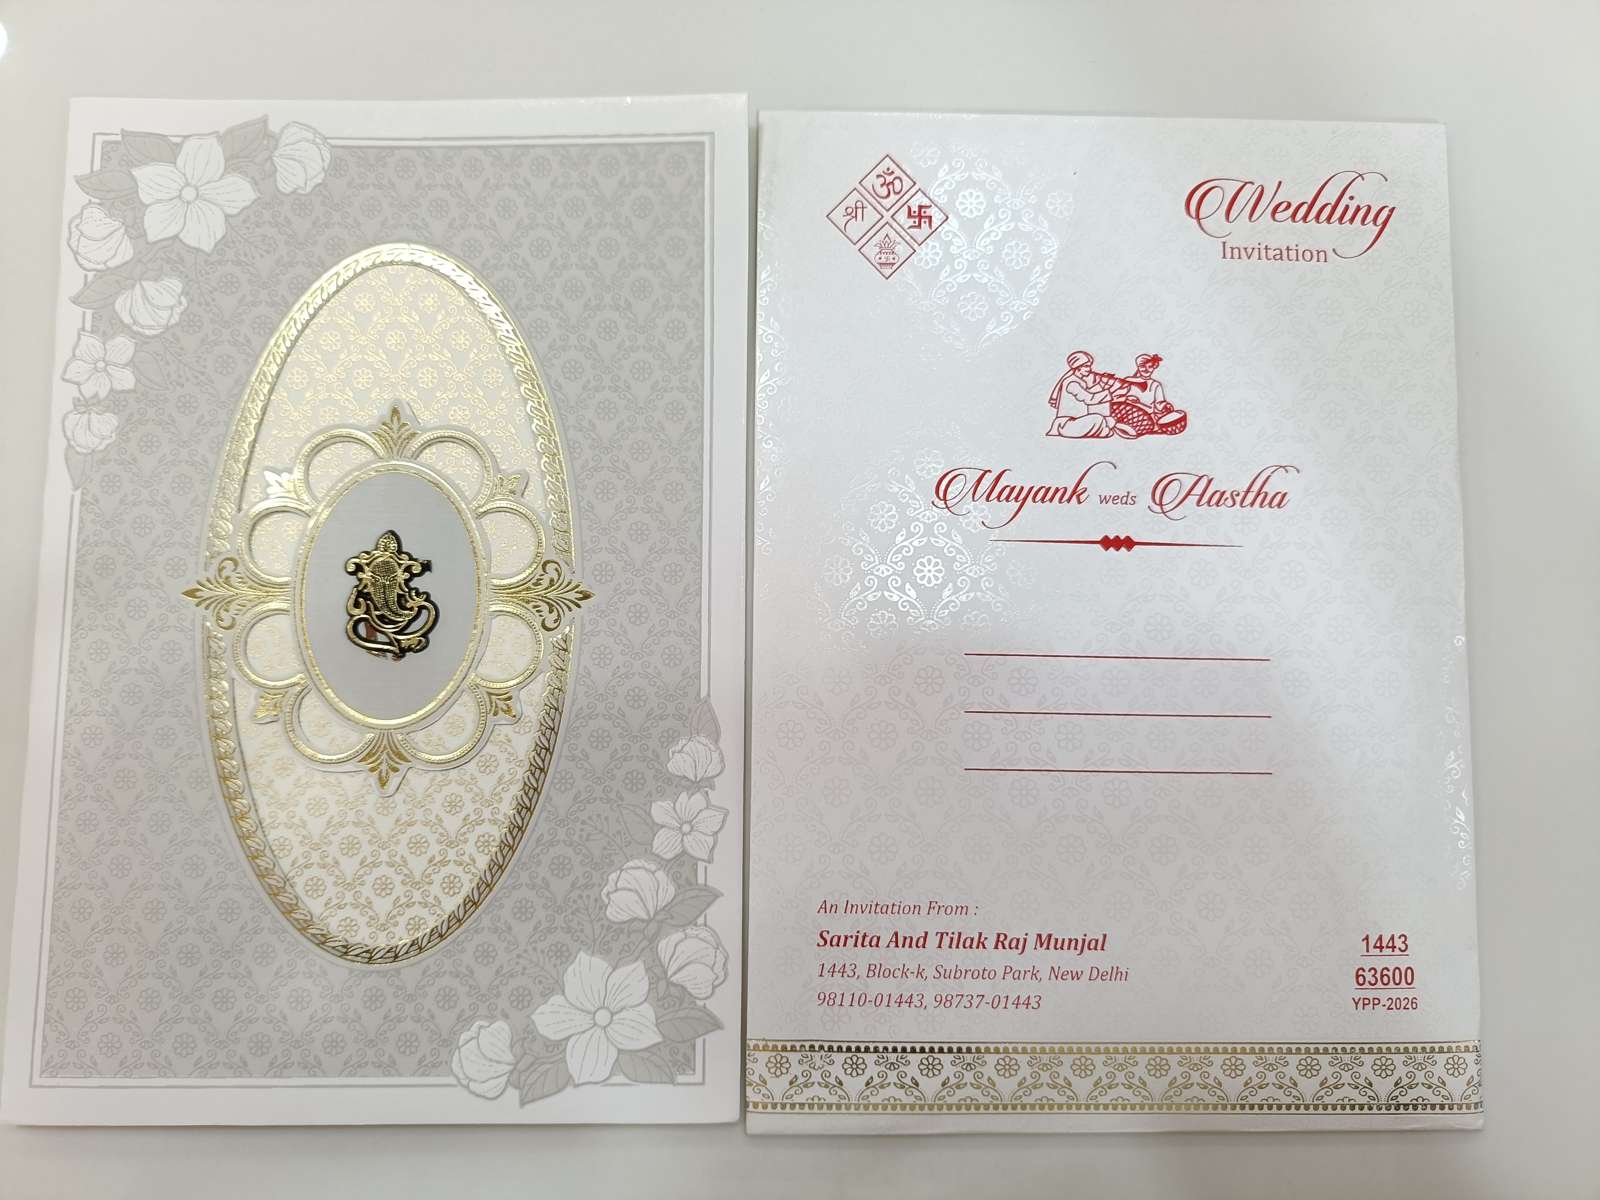 ॐ
श्री
Wedding
Invitation
Mayank weds Aastha
An Invitation From :
Sarita And Tilak Raj Munjal
1443, Block-k, Subroto Park, New Delhi
98110-01443, 98737-01443
1443
63600
YPP-2026